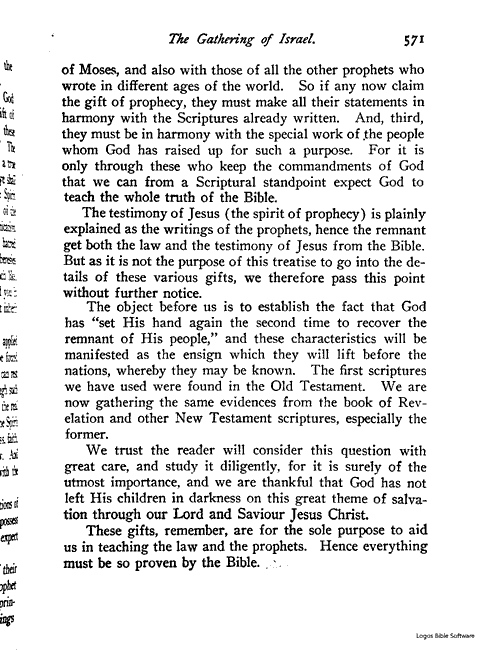 The Gathering of Israel. 571
of Moses, and also with those of all the other prophets who
wrote in different ages of the world. So if any now claim
the gift of prophecy, they must make all their statements in
harmony with the Scriptures already written. And, third,
they must be in harmony with the special work of the people
whom God has raised up for such a purpose. For it is
only through these who keep the commandments of God
that we can from a Scriptural standpoint expect God to
teach the whole truth of the Bible.
The testimony of Jesus (the spirit of prophecy) is plainly
explained as the writings of the prophets, hence the remnant
get both the law and the testimony of Jesus from the Bible.
But as it is not the purpose of this treatise to go into the de-
tails of these various gifts, we therefore pass this point
without further notice.
The object before us is to establish the fact that God
has "set His hand again the second time to recover the
remnant of His people," and these characteristics will be
manifested as the ensign which they will lift before the
nations, whereby they may be known. The first scriptures
we have used were found in the Old Testament. We are
now gathering the same evidences from the book of Rev-
elation and other New Testament scriptures, especially the
former.
We trust the reader will consider this question with
great care, and study it diligently, for it is surely of the
utmost importance, and we are thankful that God has not
left His children in darkness on this great theme of salva-
tion through our Lord and Saviour Jesus Christ.
These gifts, remember, are for the sole purpose to aid
us in teaching the law and the prophets. Hence everything
must be so proven by the Bible.
Logos Bible Software